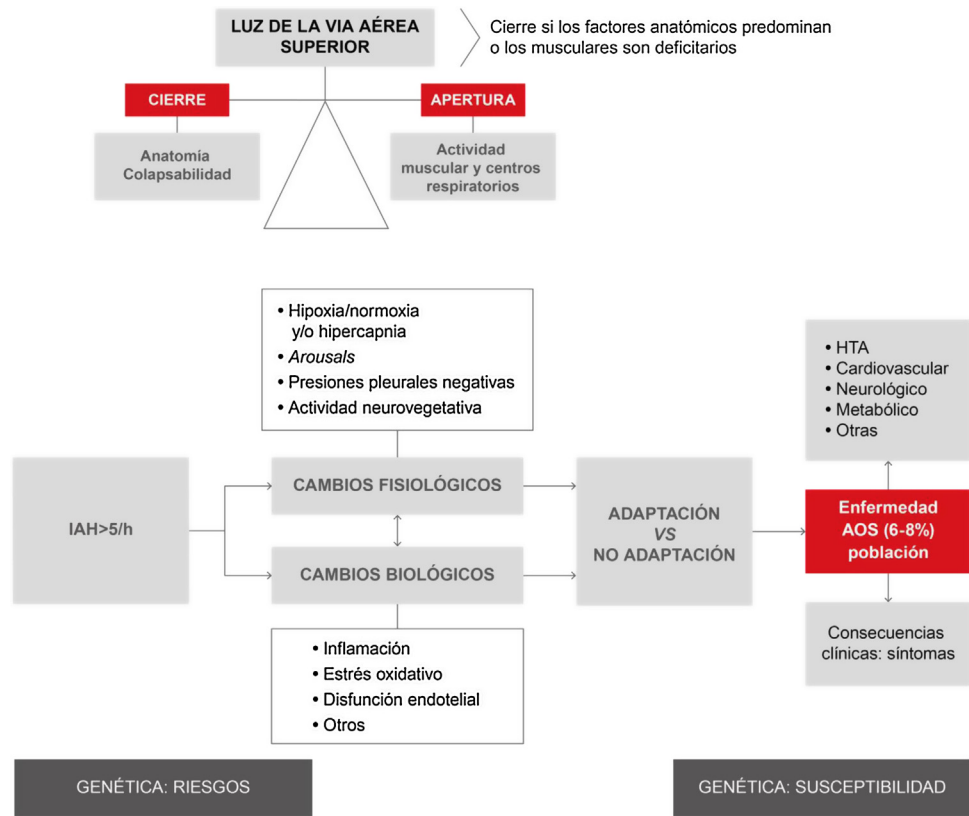 LUZ DE LA VIA AÉREA
SUPERIOR
Cierre si los factores anatómicos predominan
o los musculares son deficitarios
CIERRE
APERTURA
Anatomía
Colapsabilidad
Actividad
muscular y centros
respiratorios
• Hipoxia/normoxia
y/o hipercapnia
• Arousals
• Presiones pleurales negativas
• Actividad neurovegetativa
• HTA
• Cardiovascular
• Neurológico
• Metabólico
• Otras
IAH>5/h
CAMBIOS FISIOLÓGICOS
CAMBIOS BIOLÓGICOS
ADAPTACIÓN
VS
NO ADAPTACIÓN
Enfermedad
AOS (6-8%)
población
• Inflamación
• Estrés oxidativo
• Disfunción endotelial
• Otros
Consecuencias
clínicas: síntomas
GENÉTICA: RIESGOS
GENÉTICA: SUSCEPTIBILIDAD